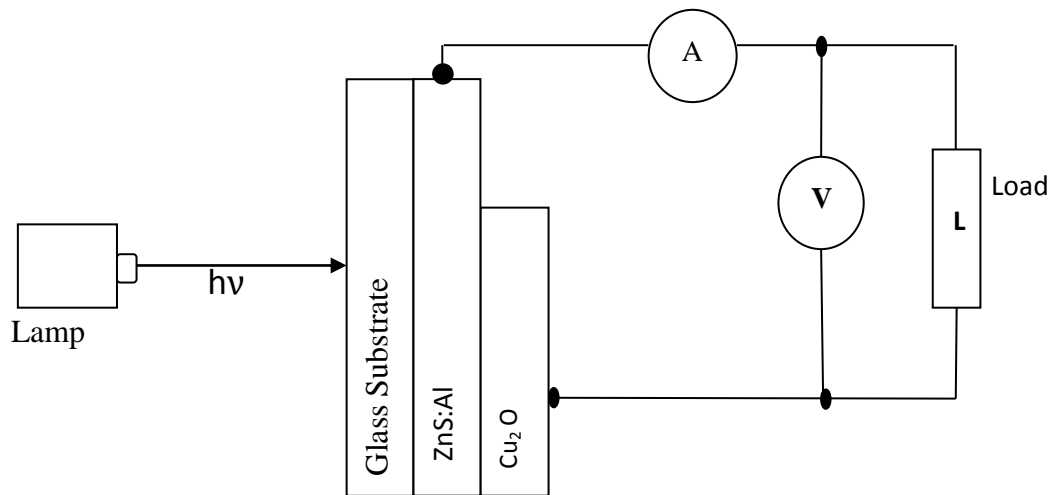 A
V
Load
L
hν
Lamp
Glass Substrate
ZnS:Al
Cu₂ O